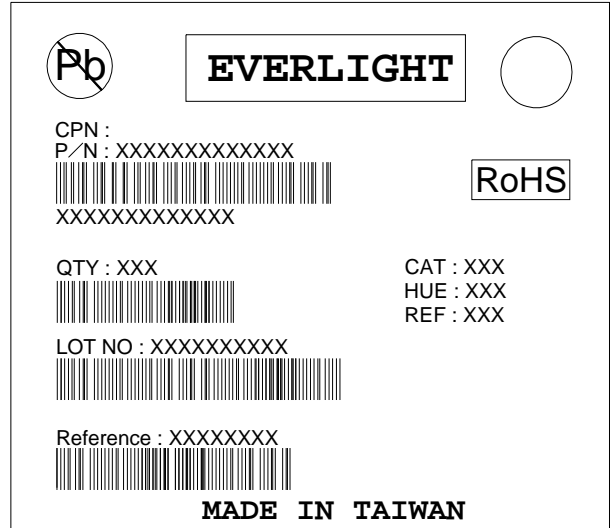 Pb
EVERLIGHT
CPN :
P/N : XXXXXXXXXXXXX
RoHS
XXXXXXXXXXXXX
QTY : XXX
CAT : XXX
HUE : XXX
REF : XXX
LOT NO : XXXXXXXXXX
Reference : XXXXXXXX
MADE IN TAIWAN